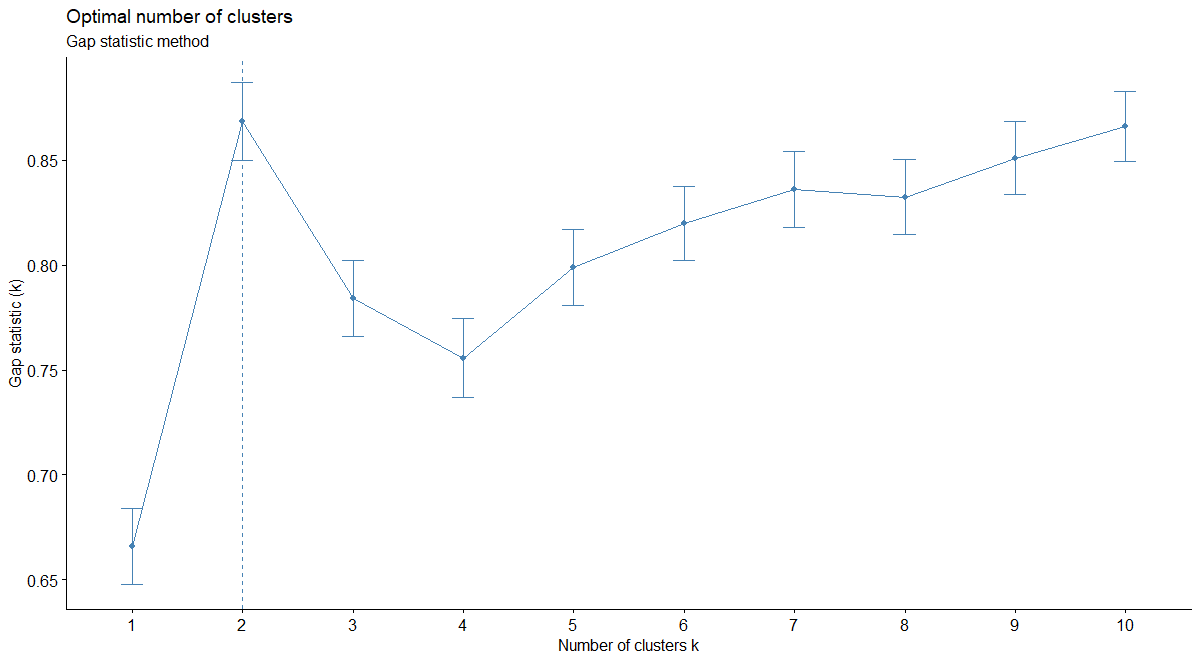 Optimal number of clusters
Gap statistic method
Gap statistic (k)
0.85
0.80
0.75
0.70
0.65
1 2 3 4 5 6 7 8 9 10
Number of clusters k